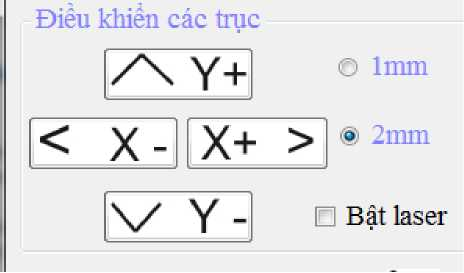 Điều khiển các trục
Y+
1mm
< X -
X+ >
2mm
Y -
Bật laser